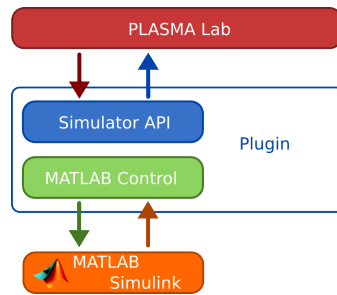 PLASMA Lab
Simulator API
Plugin
MATLAB Control
MATLAB
Simulink